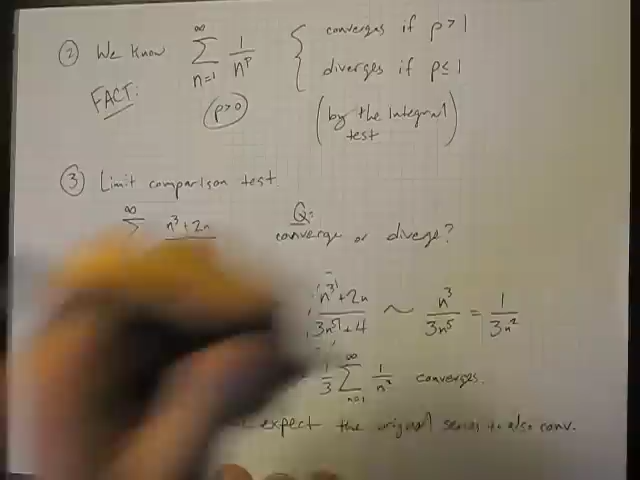 ② We know ∑_{n=1}^{∞} 1/n^p { converges if p>1
diverges if p≤1
FACT: (p>0) (by the integral test)
③ Limit comparison test
∞ ∑ n³+2n Q: converge or diverge?
n³+2n / 3n⁵+4 ~ n³/3n⁵ = 1/3n²
1/3 ∑_{n=1}^{∞} 1/n² converges.
expect the original series to also conv.